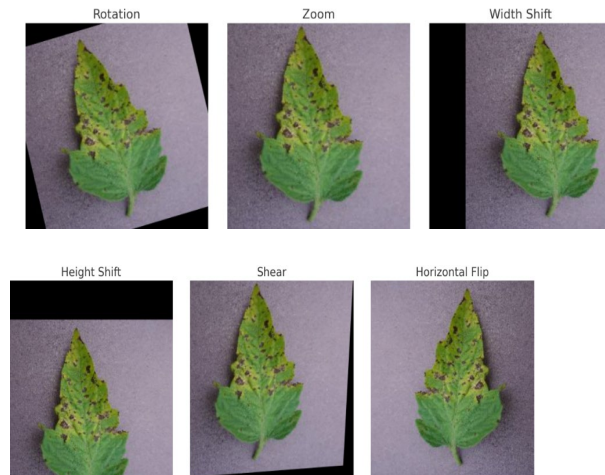 Rotation
Zoom
Width Shift
Height Shift
Shear
Horizontal Flip